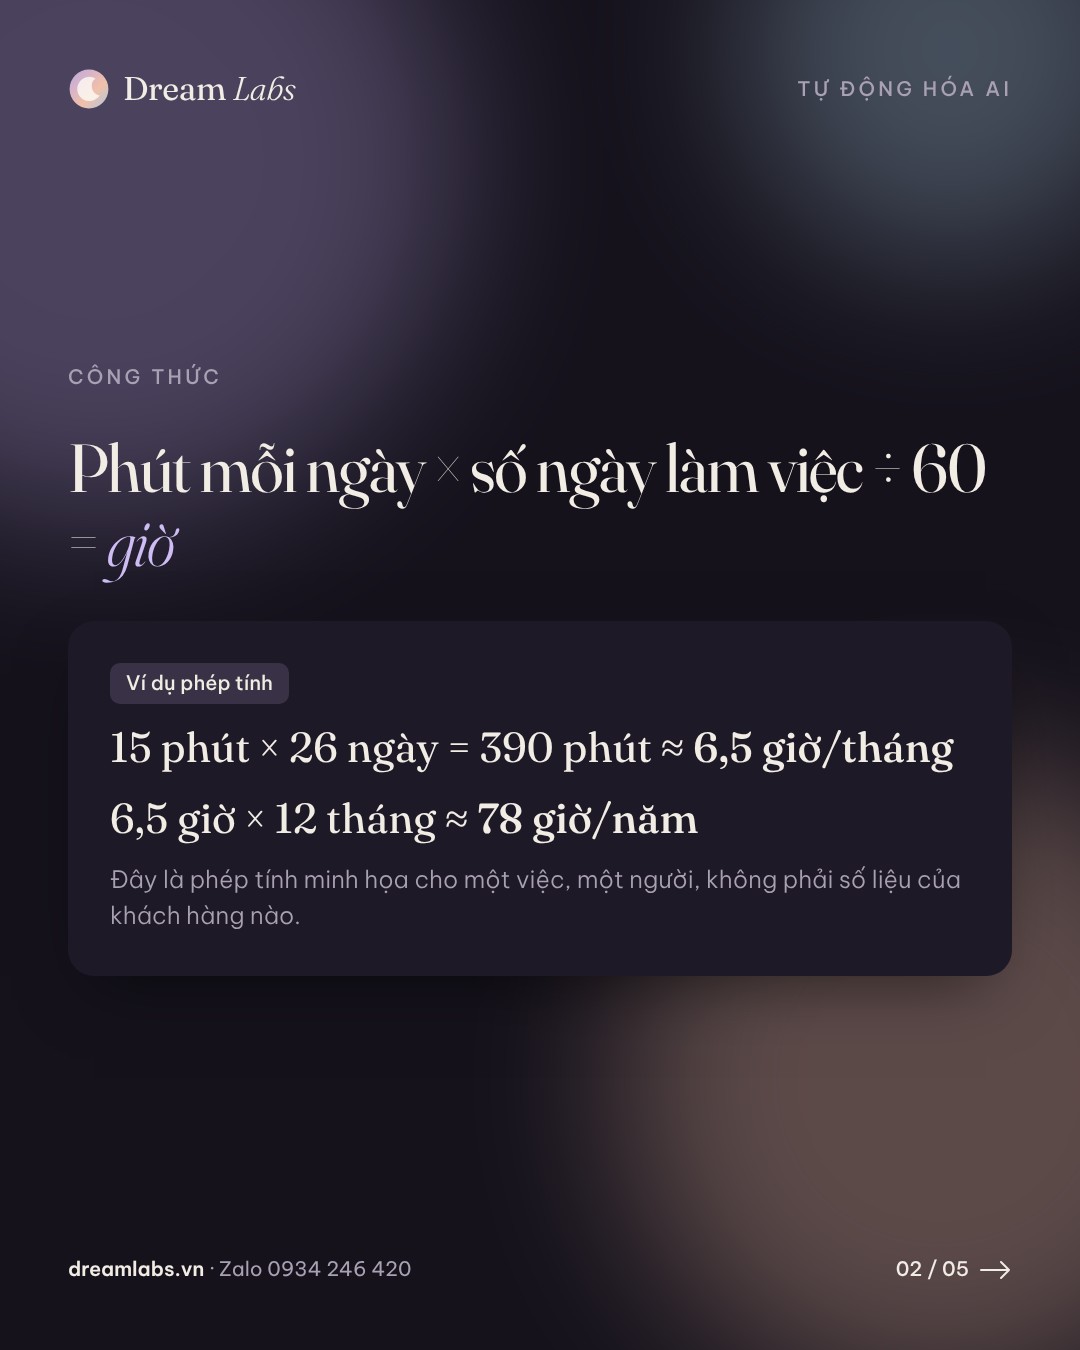 Dream Labs
TỰ ĐỘNG HÓA AI
CÔNG THỨC
Phút mỗi ngày × số ngày làm việc ÷ 60
= giờ
Ví dụ phép tính
15 phút × 26 ngày = 390 phút ≈ 6,5 giờ/tháng
6,5 giờ × 12 tháng ≈ 78 giờ/năm
Đây là phép tính minh họa cho một việc, một người, không phải số liệu của
khách hàng nào.
dreamlabs.vn · Zalo 0934 246 420
02 / 05 →